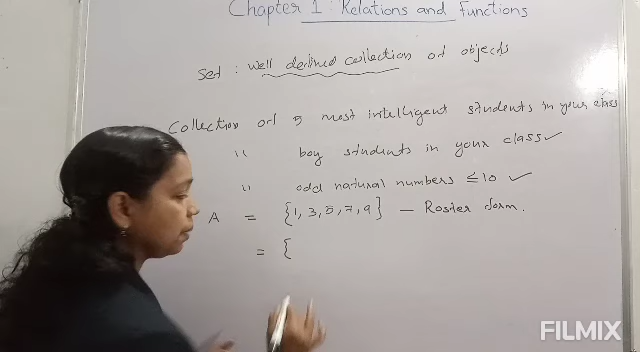 Chapter 1 : Relations and Functions
Set : Well defined collection of objects
Collection of 5 most intelligent students in your class
" boy students in your class ✓
" odd natural numbers ≤ 10 ✓
A = {1, 3, 5, 7, 9} – Roster form.
= {
FILMIX